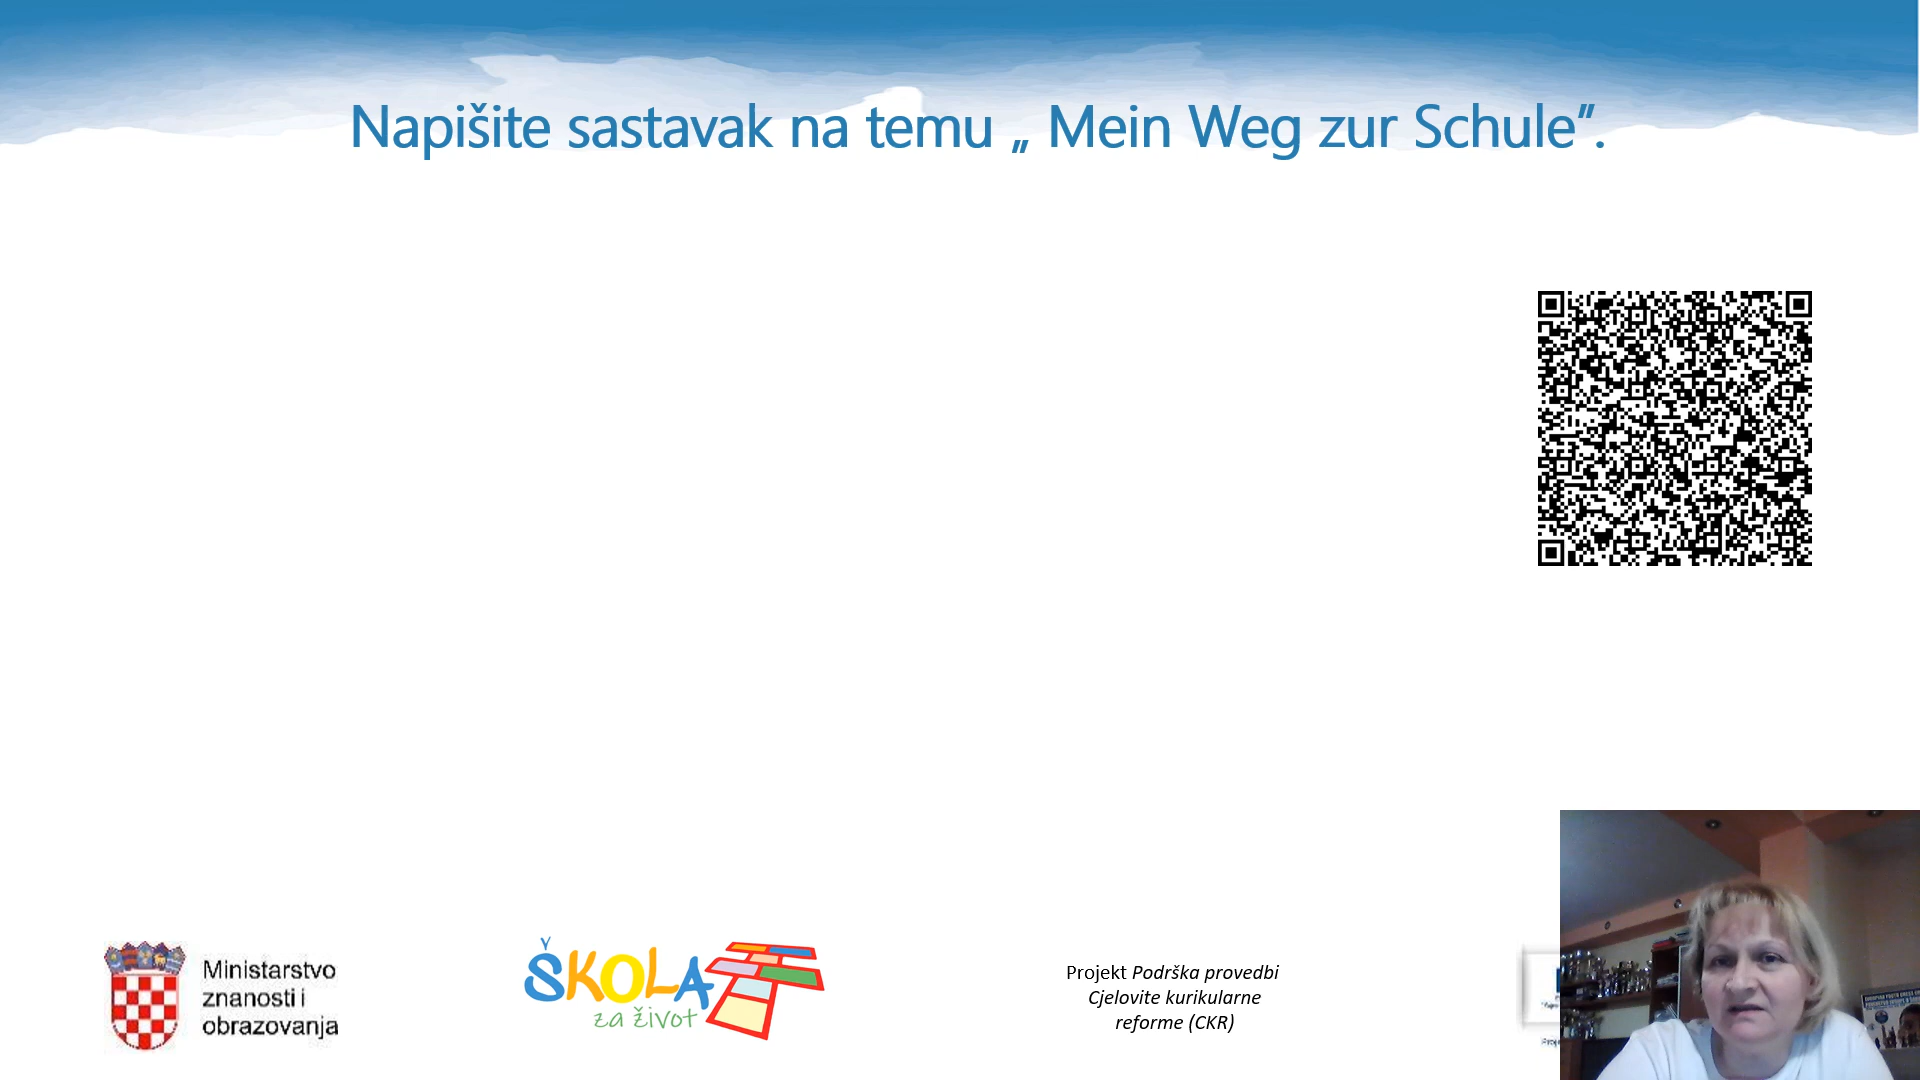 Napišite sastavak na temu „ Mein Weg zur Schule”.
Ministarstvo
znanosti i
obrazovanja
ŠKOLA
za život
Projekt Podrška provedbi
Cjelovite kurikularne
reforme (CKR)